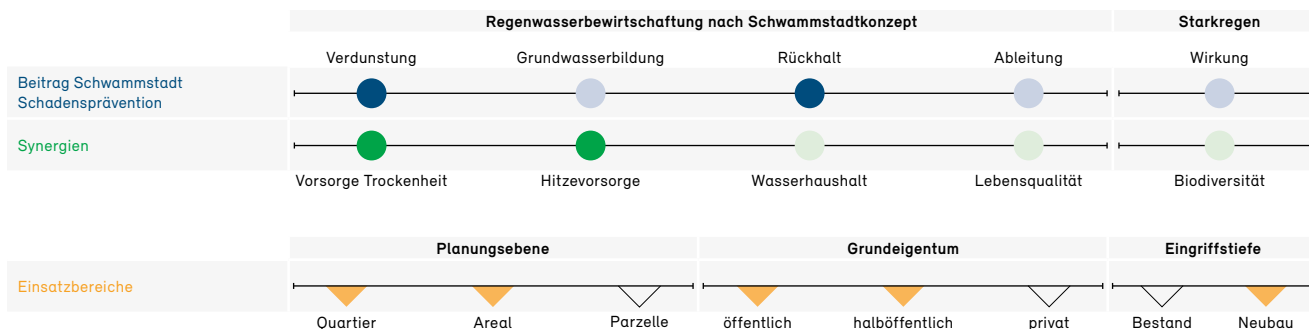 Regenwasserbewirtschaftung nach Schwammstadtkonzept
Starkregen
Verdunstung
Grundwasserbildung
Rückhalt
Ableitung
Wirkung
Beitrag Schwammstadt
Schadensprävention
Synergien
Vorsorge Trockenheit
Hitzevorsorge
Wasserhaushalt
Lebensqualität
Biodiversität
Planungsebene
Grundeigentum
Eingriffstiefe
Einsatzbereiche
Quartier
Areal
Parzelle
öffentlich
halböffentlich
privat
Bestand
Neubau